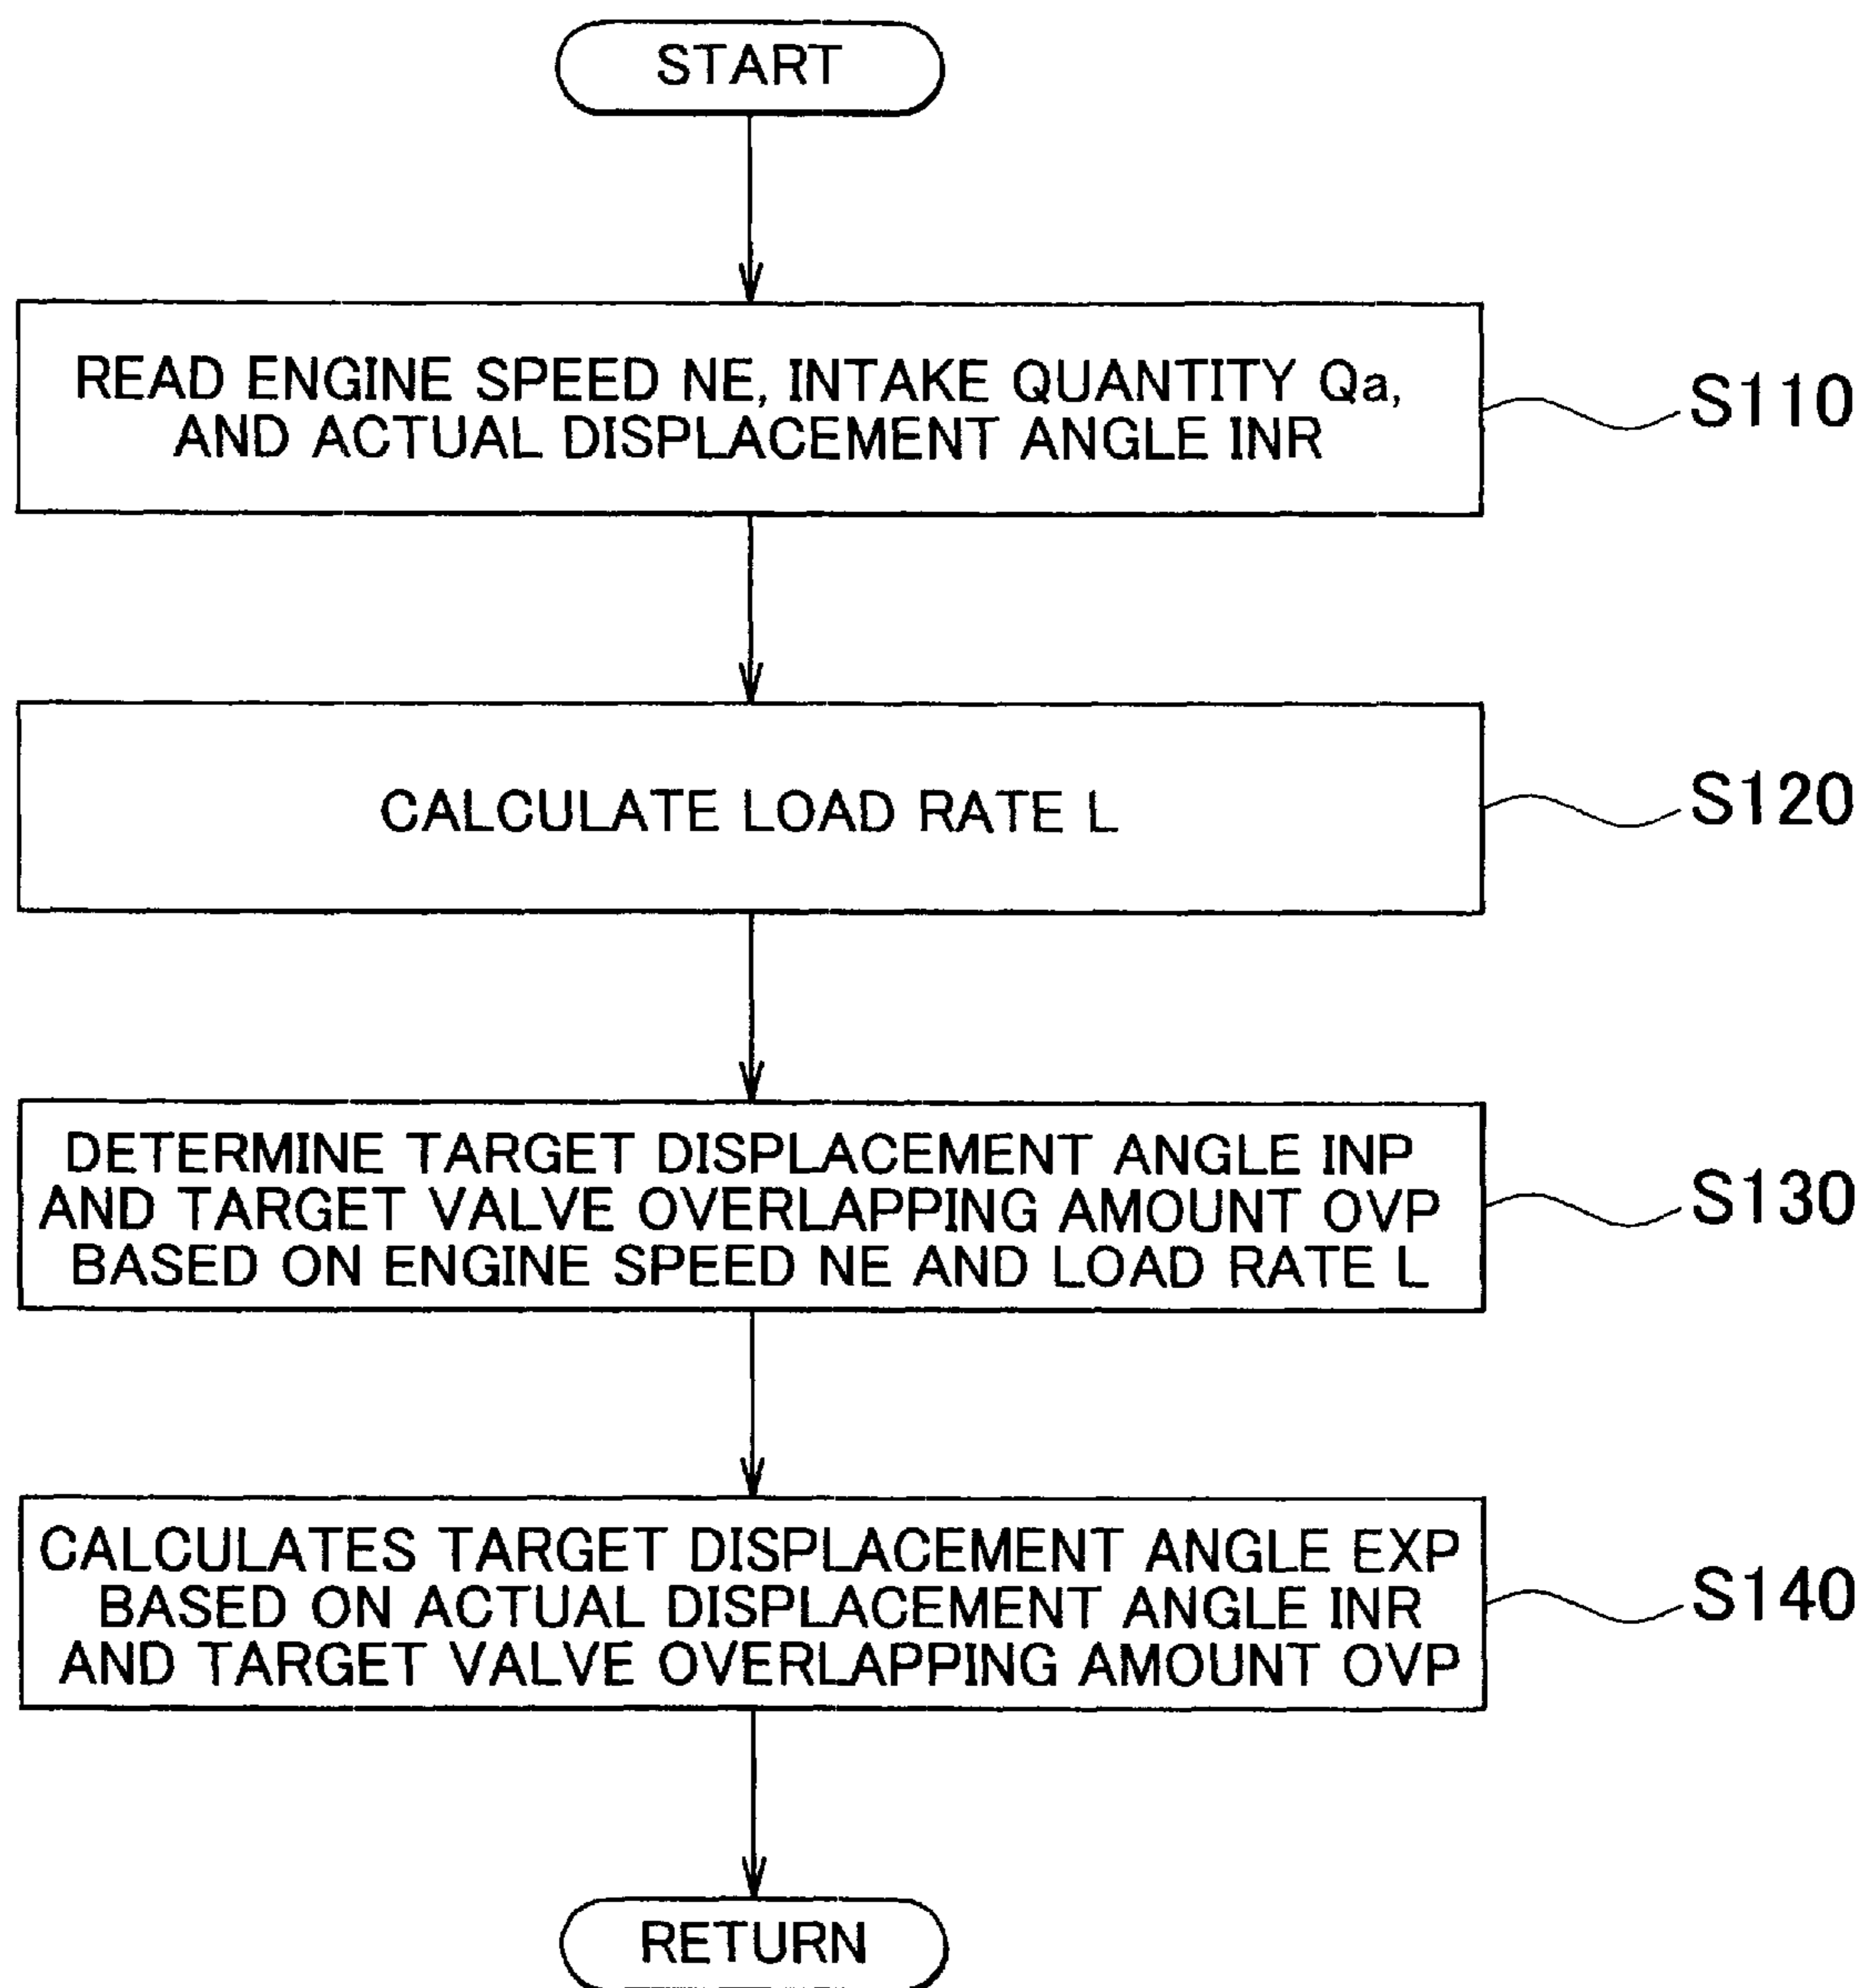 START
READ ENGINE SPEED NE, INTAKE QUANTITY Qa,
AND ACTUAL DISPLACEMENT ANGLE INR
S110
CALCULATE LOAD RATE L
S120
DETERMINE TARGET DISPLACEMENT ANGLE INP
AND TARGET VALVE OVERLAPPING AMOUNT OVP
BASED ON ENGINE SPEED NE AND LOAD RATE L
S130
CALCULATES TARGET DISPLACEMENT ANGLE EXP
BASED ON ACTUAL DISPLACEMENT ANGLE INR
AND TARGET VALVE OVERLAPPING AMOUNT OVP
S140
RETURN